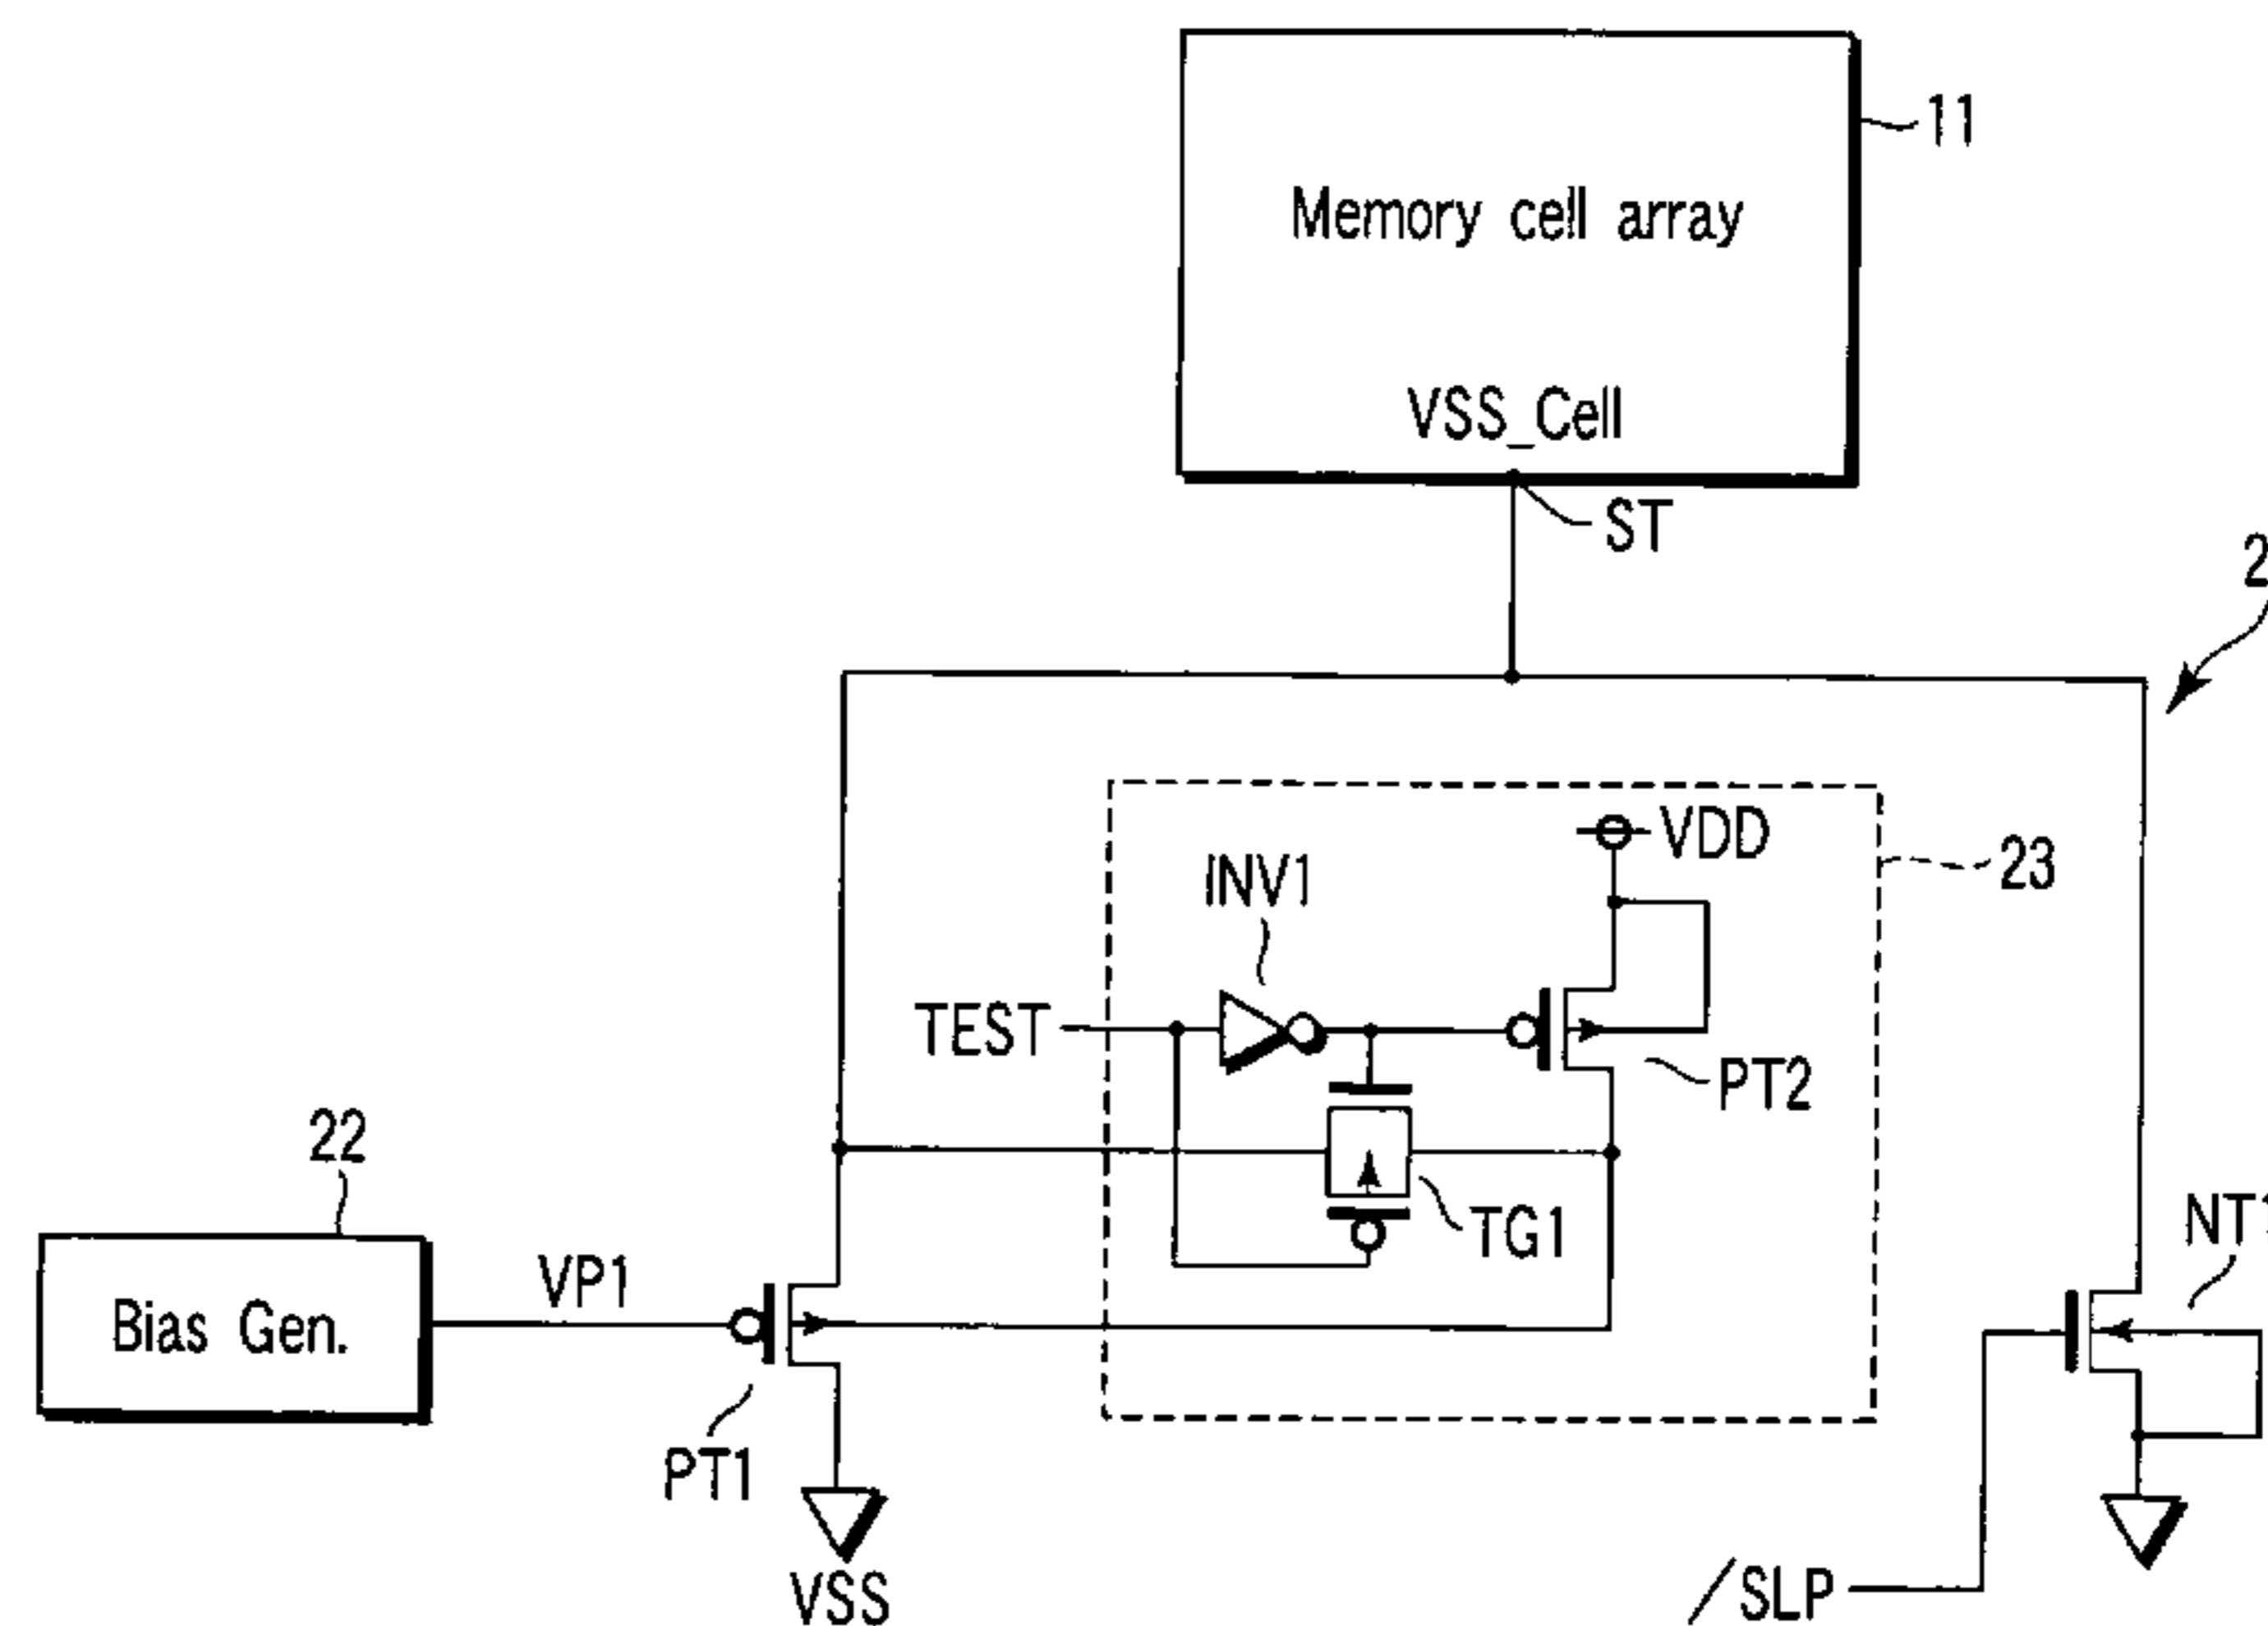 11
Memory cell array
VSS_Cell
ST
2
VDD
23
INV1
TEST
PT2
22
TG1
NT1
VP1
Bias Gen.
PT1
VSS
/SLP